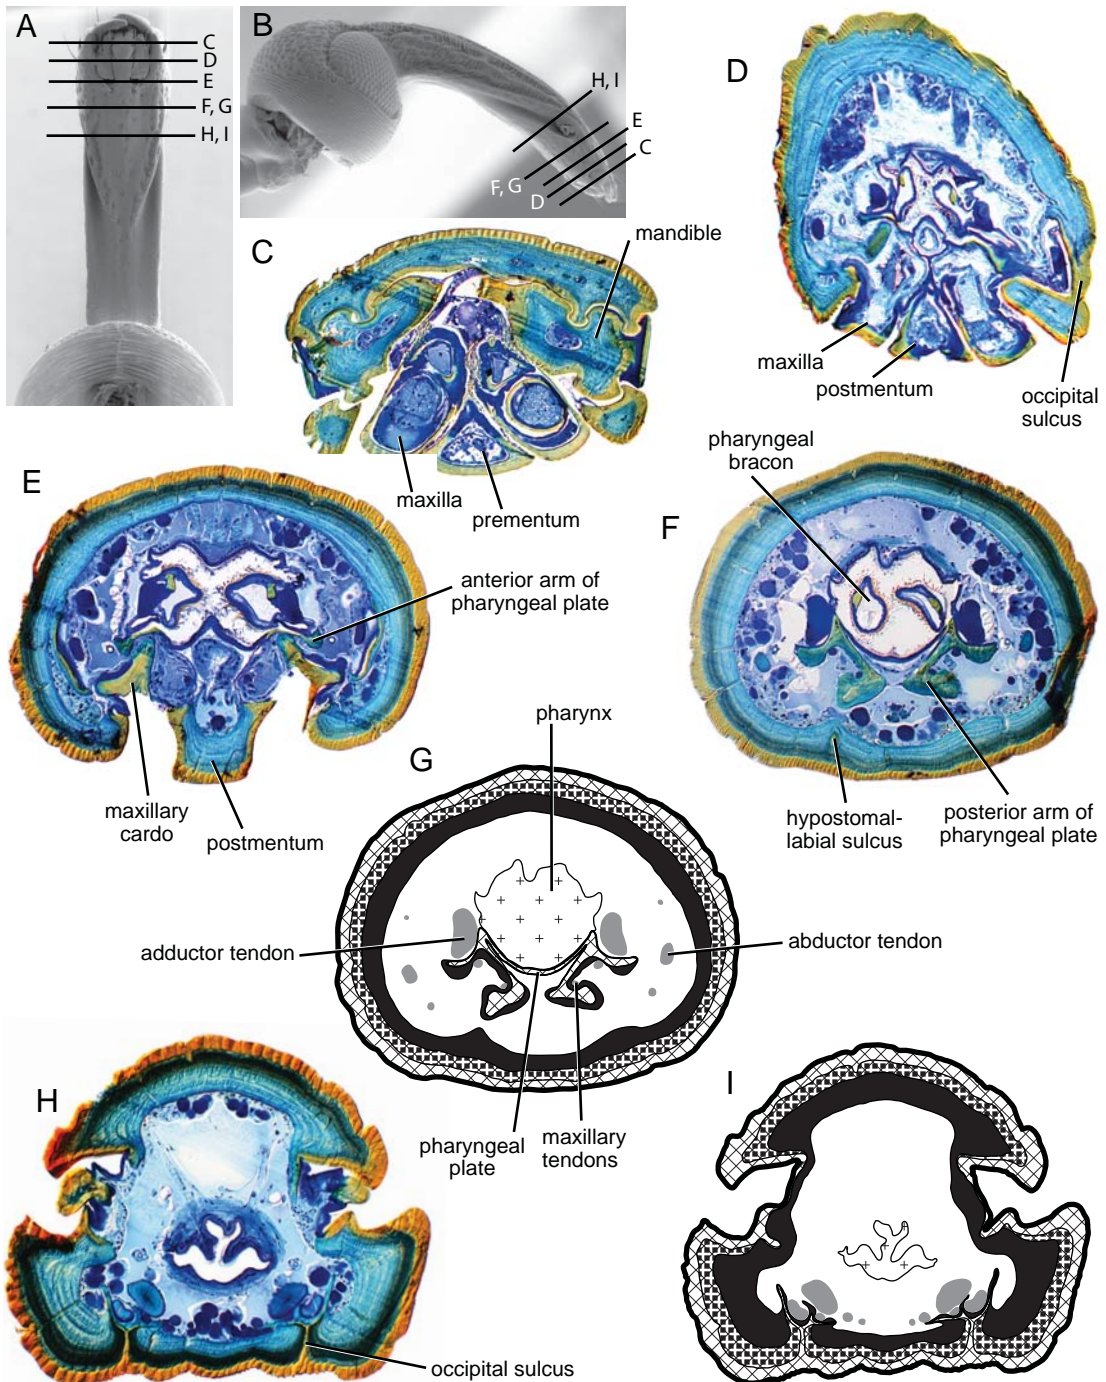 A
C
D
E
F, G
H, I
B
H, I
E
C
F, G
D
D
maxilla
postmentum
occipital
sulcus
C
mandible
maxilla
prementum
E
anterior arm of
pharyngeal plate
maxillary
cardo
postmentum
pharyngeal
bracon
F
hypostomal-
labial sulcus
posterior arm of
pharyngeal plate
G
pharynx
adductor tendon
abductor tendon
pharyngeal
plate
maxillary
tendons
H
occipital sulcus
I